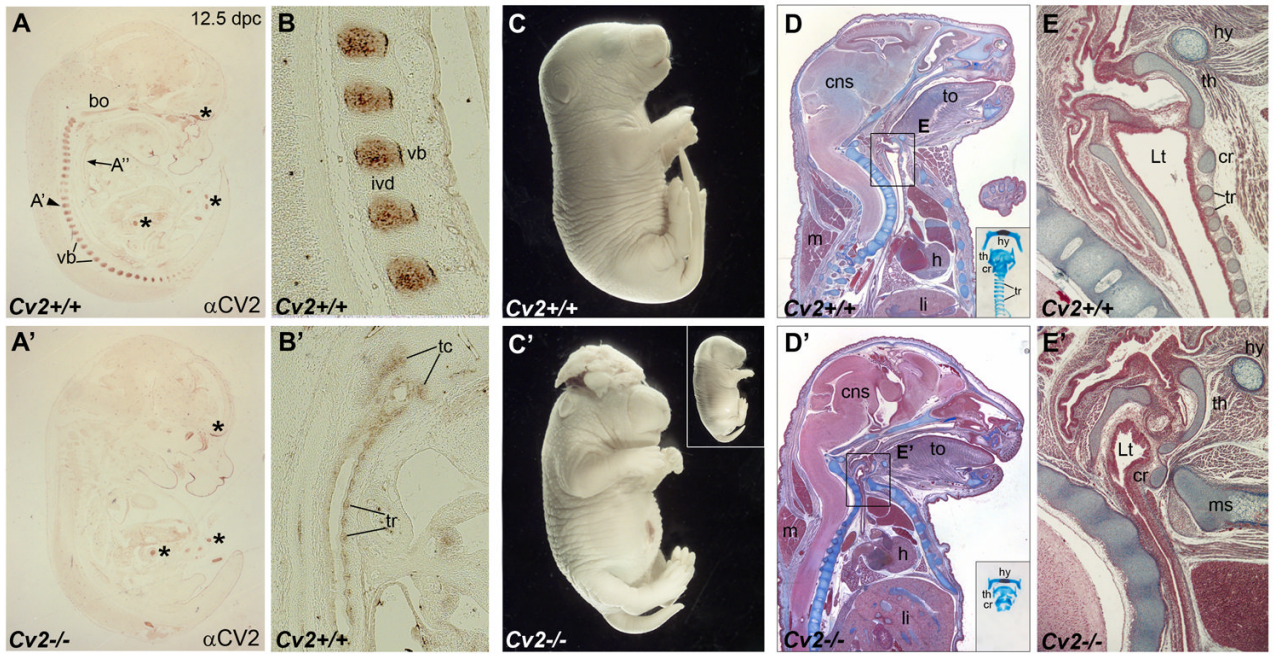 A
12.5 dpc
bo
*
A''
*
A'
*
vb
Cv2+/+
αCV2
B
vb
ivd
Cv2+/+
C
Cv2+/+
D
cns
to
E
m
h
li
hy
th
cr
tr
Cv2+/+
E
hy
th
Lt
cr
tr
Cv2+/+
A'
*
*
*
Cv2-/-
αCV2
B'
tc
tr
Cv2+/+
C'
Cv2-/-
D'
cns
to
E'
m
h
li
hy
th
cr
Cv2-/-
E'
hy
th
Lt
cr
ms
Cv2-/-